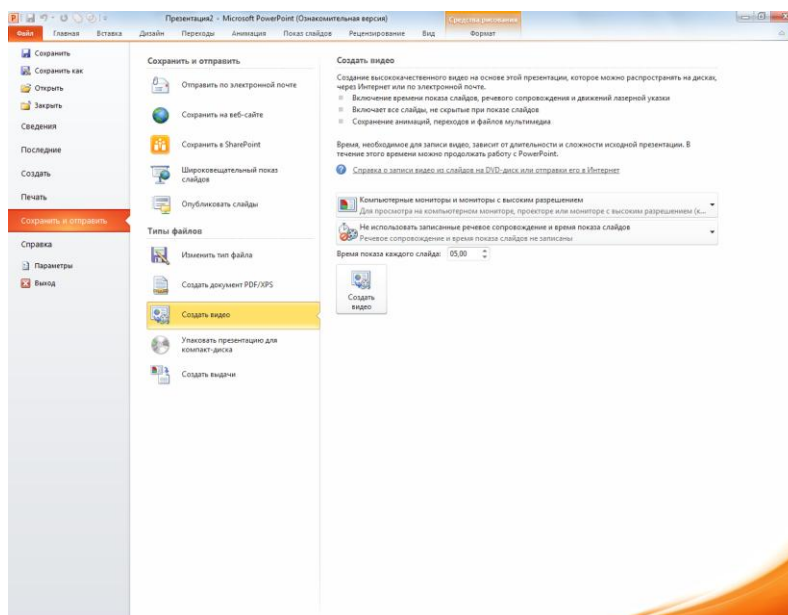 Презентация2 - Microsoft PowerPoint (Ознакомительная версия)
Средства рисования
Файл Главная Вставка Дизайн Переходы Анимация Показ слайдов Рецензирование Вид Формат
Сохранить
Сохранить как
Открыть
Закрыть
Сведения
Последние
Создать
Печать
Сохранить и отправить
Справка
Параметры
Выход
Сохранить и отправить
Отправить по электронной почте
Сохранить на веб-сайте
Сохранить в SharePoint
Широковещательный показ
слайдов
Опубликовать слайды
Типы файлов
Изменить тип файла
Создать документ PDF/XPS
Создать видео
Упаковать презентацию для
компакт-диска
Создать выдачи
Создать видео
Создание высококачественного видео на основе этой презентации, которое можно распространять на дисках,
через Интернет или по электронной почте.
Включение времени показа слайдов, речевого сопровождения и движений лазерной указки
Включает все слайды, не скрытые при показе слайдов
Сохранение анимаций, переходов и файлов мультимедиа
Время, необходимое для записи видео, зависит от длительности и сложности исходной презентации. В
течение этого времени можно продолжать работу с PowerPoint.
Справка о записи видео из слайдов на DVD-диск или отправки его в Интернет
Компьютерные мониторы и мониторы с высоким разрешением
Для просмотра на компьютерном мониторе, проекторе или мониторе с высоким разрешением (к...
Не использовать записанные речевое сопровождение и время показа слайдов
Речевое сопровождение и время показа слайдов не записаны
Время показа каждого слайда: 05,00
Создать
видео